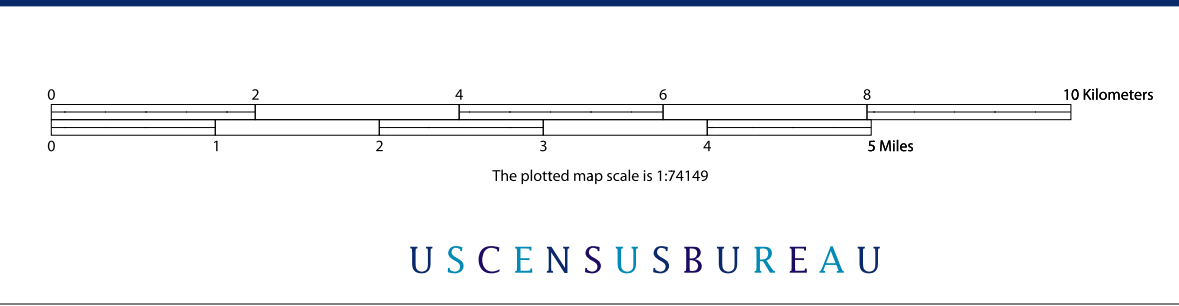 0 2 4 6 8 10 Kilometers
0 1 2 3 4 5 Miles
The plotted map scale is 1:74149
USCENSUSBUREAU